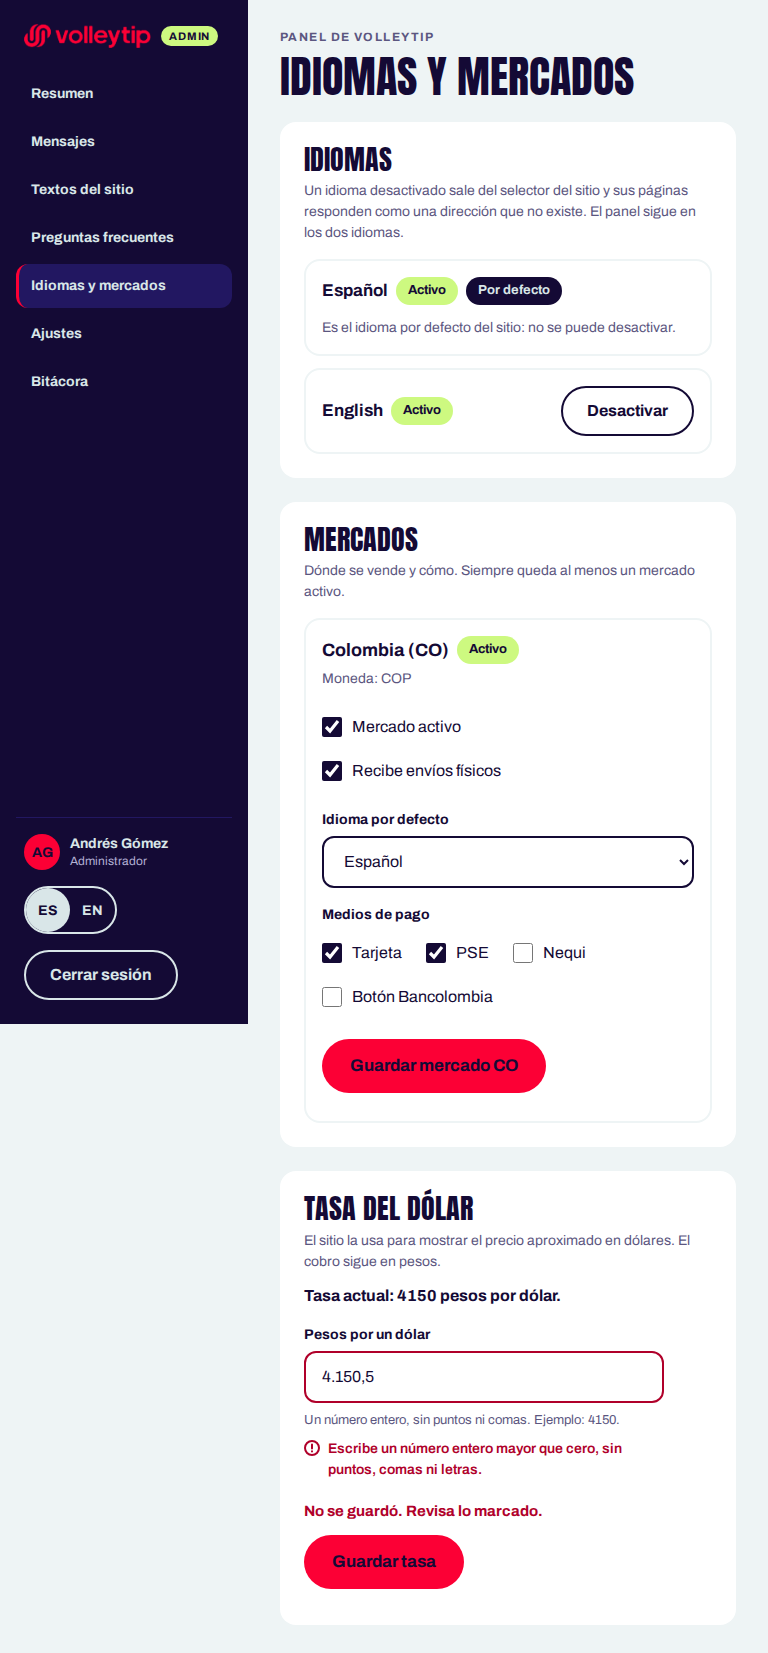 volleytip ADMIN
Resumen
Mensajes
Textos del sitio
Preguntas frecuentes
Idiomas y mercados
Ajustes
Bitácora
AG Andrés Gómez
Administrador
ES EN
Cerrar sesión
PANEL DE VOLLEYTIP
IDIOMAS Y MERCADOS
IDIOMAS
Un idioma desactivado sale del selector del sitio y sus páginas
responden como una dirección que no existe. El panel sigue en
los dos idiomas.
Español Activo Por defecto
Es el idioma por defecto del sitio: no se puede desactivar.
English Activo Desactivar
MERCADOS
Dónde se vende y cómo. Siempre queda al menos un mercado
activo.
Colombia (CO) Activo
Moneda: COP
Mercado activo
Recibe envíos físicos
Idioma por defecto
Español
Medios de pago
Tarjeta PSE Nequi
Botón Bancolombia
Guardar mercado CO
TASA DEL DÓLAR
El sitio la usa para mostrar el precio aproximado en dólares. El
cobro sigue en pesos.
Tasa actual: 4150 pesos por dólar.
Pesos por un dólar
4.150,5
Un número entero, sin puntos ni comas. Ejemplo: 4150.
Escribe un número entero mayor que cero, sin
puntos, comas ni letras.
No se guardó. Revisa lo marcado.
Guardar tasa